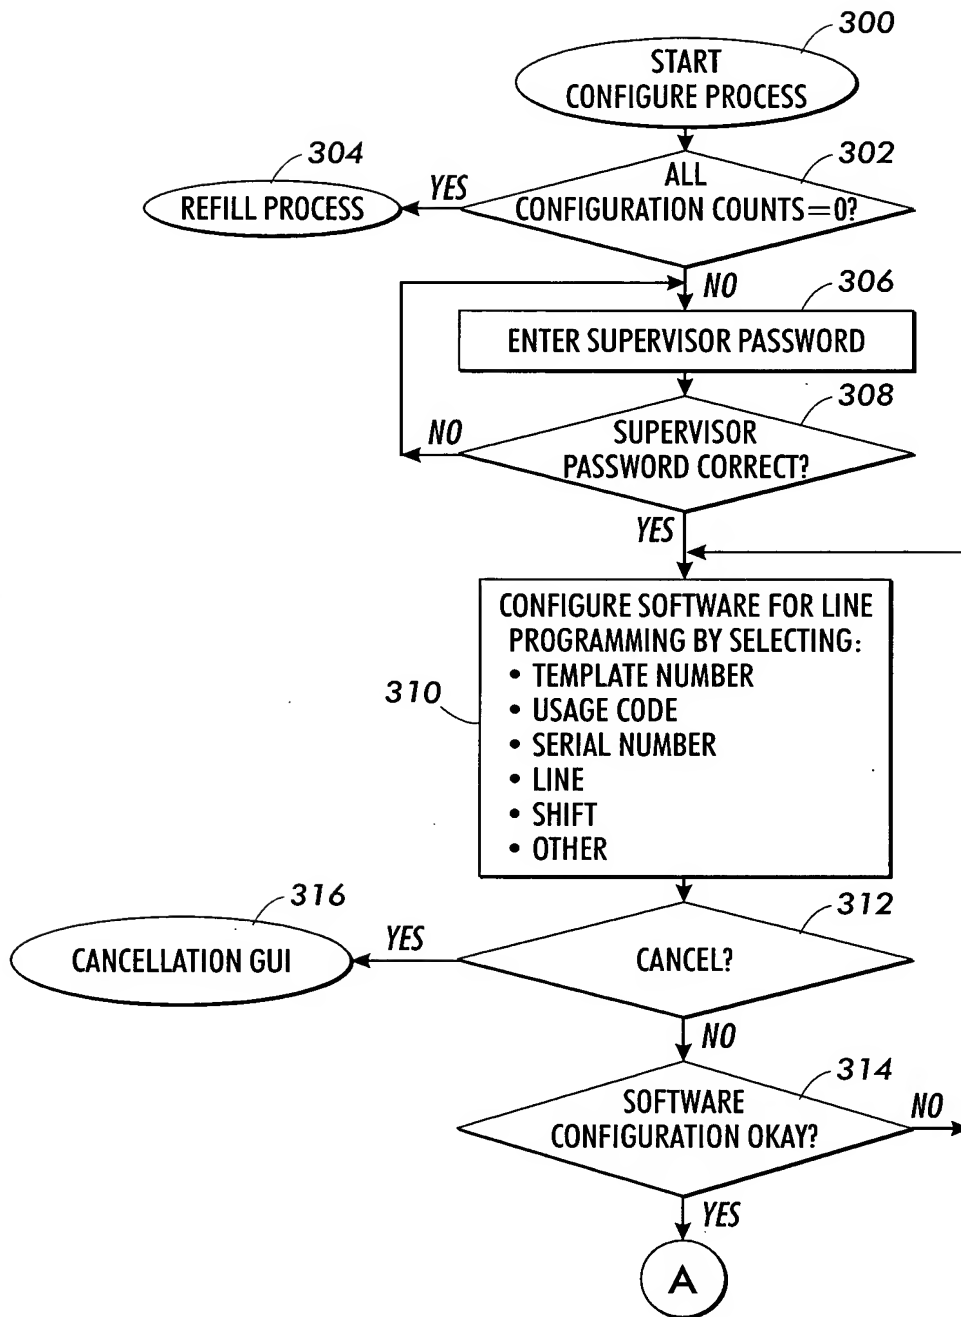 300
START
CONFIGURE PROCESS
304
302
YES
ALL
CONFIGURATION COUNTS=0?
REFILL PROCESS
NO
306
ENTER SUPERVISOR PASSWORD
308
NO
SUPERVISOR
PASSWORD CORRECT?
YES
CONFIGURE SOFTWARE FOR LINE
PROGRAMMING BY SELECTING:
• TEMPLATE NUMBER
310
• USAGE CODE
• SERIAL NUMBER
• LINE
• SHIFT
• OTHER
316
312
YES
CANCELLATION GUI
CANCEL?
NO
314
SOFTWARE
CONFIGURATION OKAY?
NO
YES
A